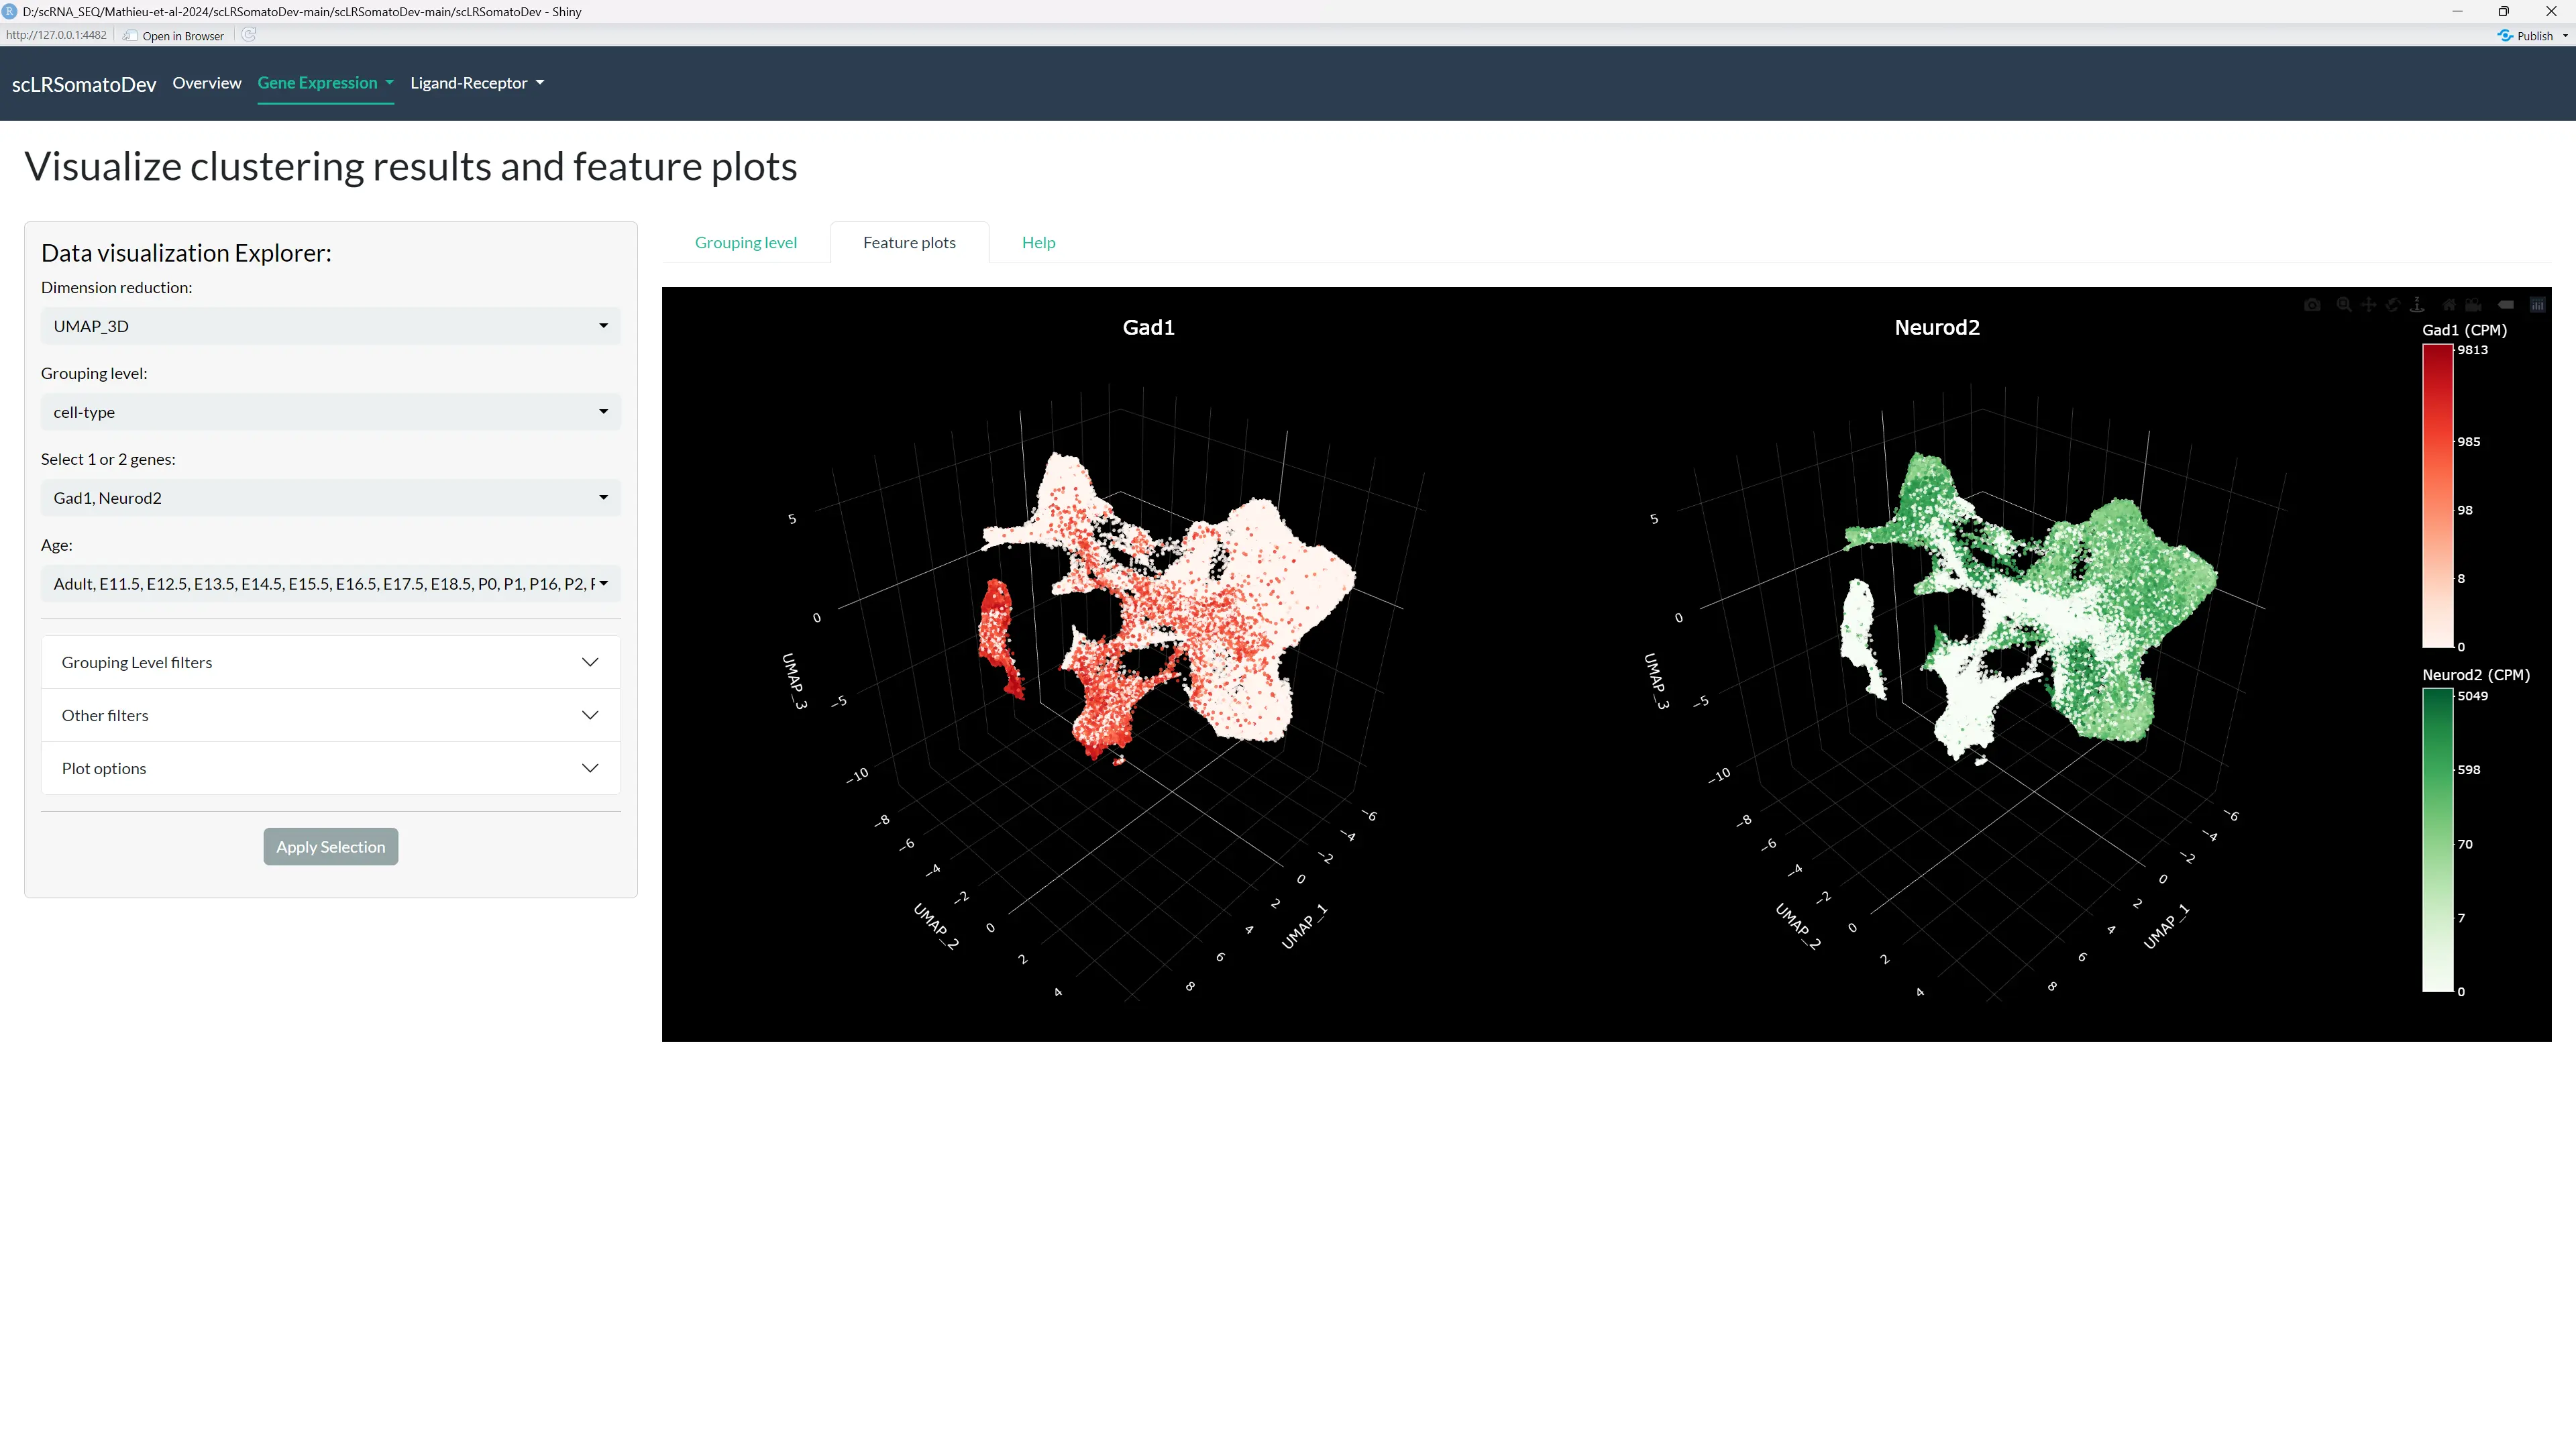 D:/scRNA_SEQ/Mathieu-et-al-2024/scLRSomatoDev-main/scLRSomatoDev-main/scLRSomatoDev - Shiny
http://127.0.0.1:4482 Open in Browser Publish
scLRSomatoDev Overview Gene Expression Ligand-Receptor
Visualize clustering results and feature plots
Data visualization Explorer:
Dimension reduction:
UMAP_3D
Grouping level:
cell-type
Select 1 or 2 genes:
Gad1, Neurod2
Age:
Adult, E11.5, E12.5, E13.5, E14.5, E15.5, E16.5, E17.5, E18.5, P0, P1, P16, P2,
Grouping Level filters
Other filters
Plot options
Apply Selection
Grouping level Feature plots Help
Gad1
5
0
−5
−10
UMAP_3
−8
−6
−4
−2
0
2
4
UMAP_2
−6
−4
−2
0
2
4
6
8
UMAP_1
Neurod2
5
0
−5
−10
UMAP_3
−8
−6
−4
−2
0
2
4
UMAP_2
−6
−4
−2
0
2
4
6
8
UMAP_1
Gad1 (CPM)
9813
985
98
8
0
Neurod2 (CPM)
5049
598
70
7
0